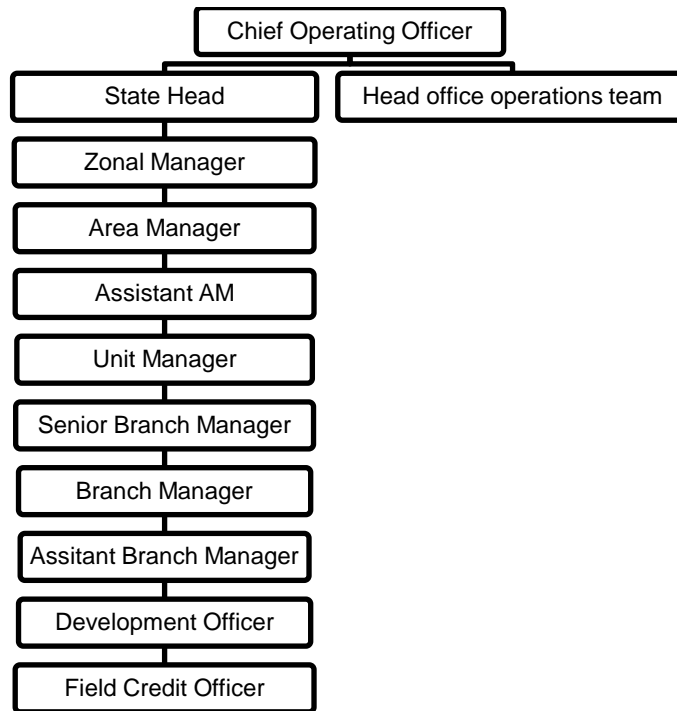 Chief Operating Officer
State Head
Head office operations team
Zonal Manager
Area Manager
Assistant AM
Unit Manager
Senior Branch Manager
Branch Manager
Assitant Branch Manager
Development Officer
Field Credit Officer